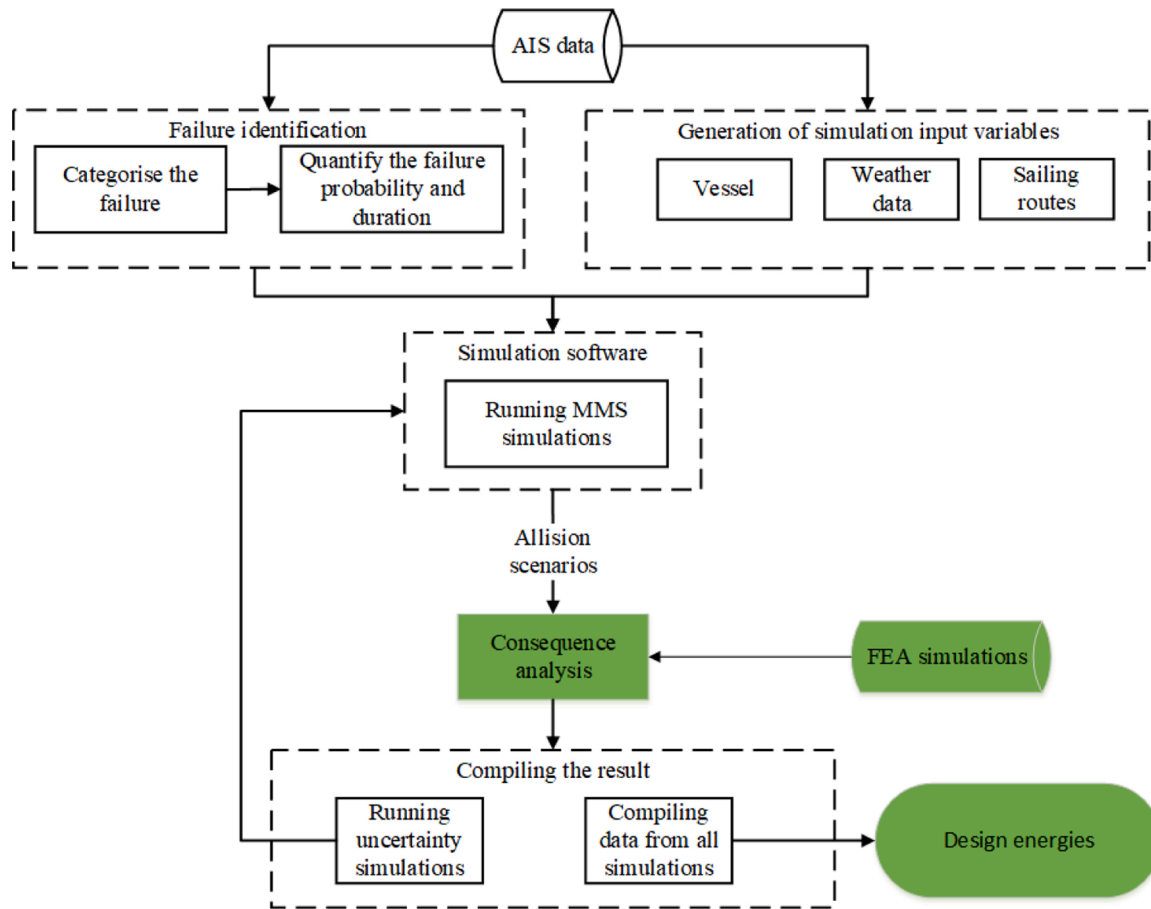 AIS data
Failure identification
Categorise the
failure
Quantify the failure
probability and
duration
Generation of simulation input variables
Vessel
Weather
data
Sailing
routes
Simulation software
Running MMS
simulations
Allision
scenarios
Consequence
analysis
FEA simulations
Compiling the result
Running
uncertainty
simulations
Compiling
data from all
simulations
Design energies